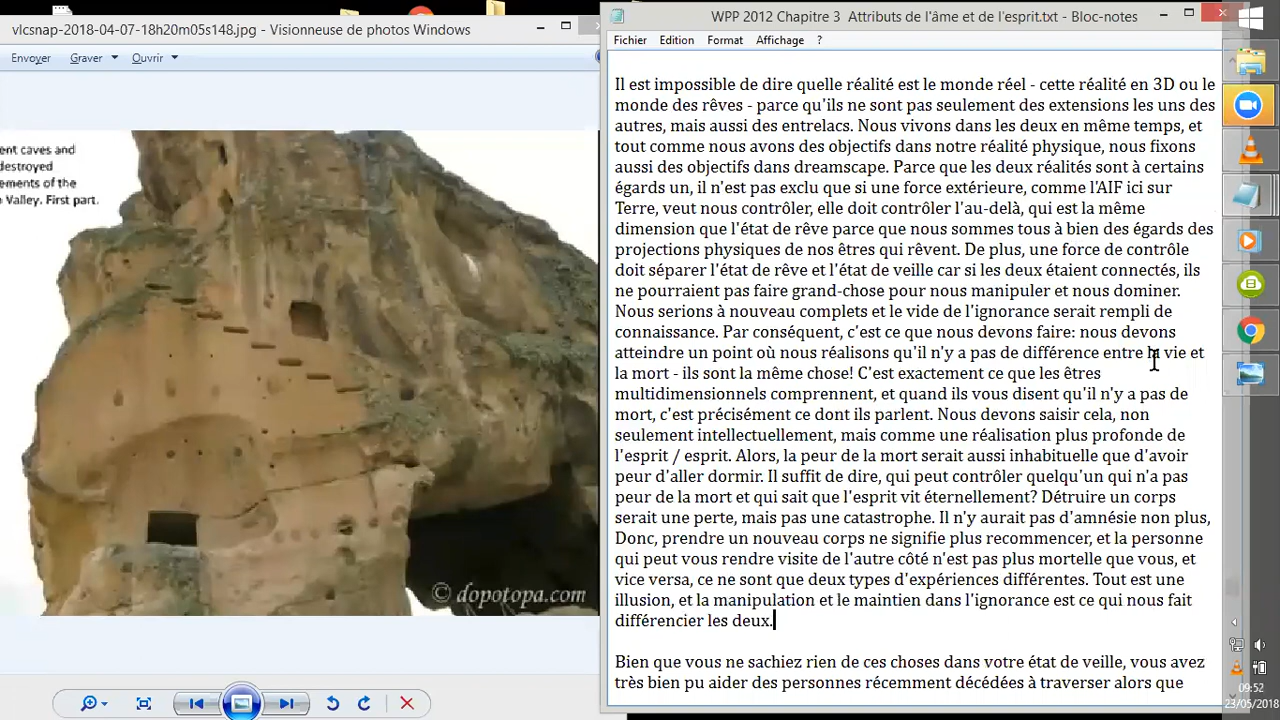 vlcsnap-2018-04-07-18h20m05s148.jpg - Visionneuse de photos Windows
Envoyer Graver Ouvrir
ent caves and
destroyed
ements of the
o Valley. First part.
© dopotopa.com
WPP 2012 Chapitre 3 Attributs de l'âme et de l'esprit.txt - Bloc-notes
Fichier Edition Format Affichage ?
Il est impossible de dire quelle réalité est le monde réel - cette réalité en 3D ou le
monde des rêves - parce qu'ils ne sont pas seulement des extensions les uns des
autres, mais aussi des entrelacs. Nous vivons dans les deux en même temps, et
tout comme nous avons des objectifs dans notre réalité physique, nous fixons
aussi des objectifs dans dreamscape. Parce que les deux réalités sont à certains
égards un, il n'est pas exclu que si une force extérieure, comme l'AIF ici sur
Terre, veut nous contrôler, elle doit contrôler l'au-delà, qui est la même
dimension que l'état de rêve parce que nous sommes tous à bien des égards des
projections physiques de nos êtres qui rêvent. De plus, une force de contrôle
doit séparer l'état de rêve et l'état de veille car si les deux étaient connectés, ils
ne pourraient pas faire grand-chose pour nous manipuler et nous dominer.
Nous serions à nouveau complets et le vide de l'ignorance serait rempli de
connaissance. Par conséquent, c'est ce que nous devons faire: nous devons
atteindre un point où nous réalisons qu'il n'y a pas de différence entre la vie et
la mort - ils sont la même chose! C'est exactement ce que les êtres
multidimensionnels comprennent, et quand ils vous disent qu'il n'y a pas de
mort, c'est précisément ce dont ils parlent. Nous devons saisir cela, non
seulement intellectuellement, mais comme une réalisation plus profonde de
l'esprit / esprit. Alors, la peur de la mort serait aussi inhabituelle que d'avoir
peur d'aller dormir. Il suffit de dire, qui peut contrôler quelqu'un qui n'a pas
peur de la mort et qui sait que l'esprit vit éternellement? Détruire un corps
serait une perte, mais pas une catastrophe. Il n'y aurait pas d'amnésie non plus,
Donc, prendre un nouveau corps ne signifie plus recommencer, et la personne
qui peut vous rendre visite de l'autre côté n'est pas plus mortelle que vous, et
vice versa, ce ne sont que deux types d'expériences différentes. Tout est une
illusion, et la manipulation et le maintien dans l'ignorance est ce qui nous fait
différencier les deux.
Bien que vous ne sachiez rien de ces choses dans votre état de veille, vous avez
très bien pu aider des personnes récemment décédées à traverser alors que
09:52
23/05/2018